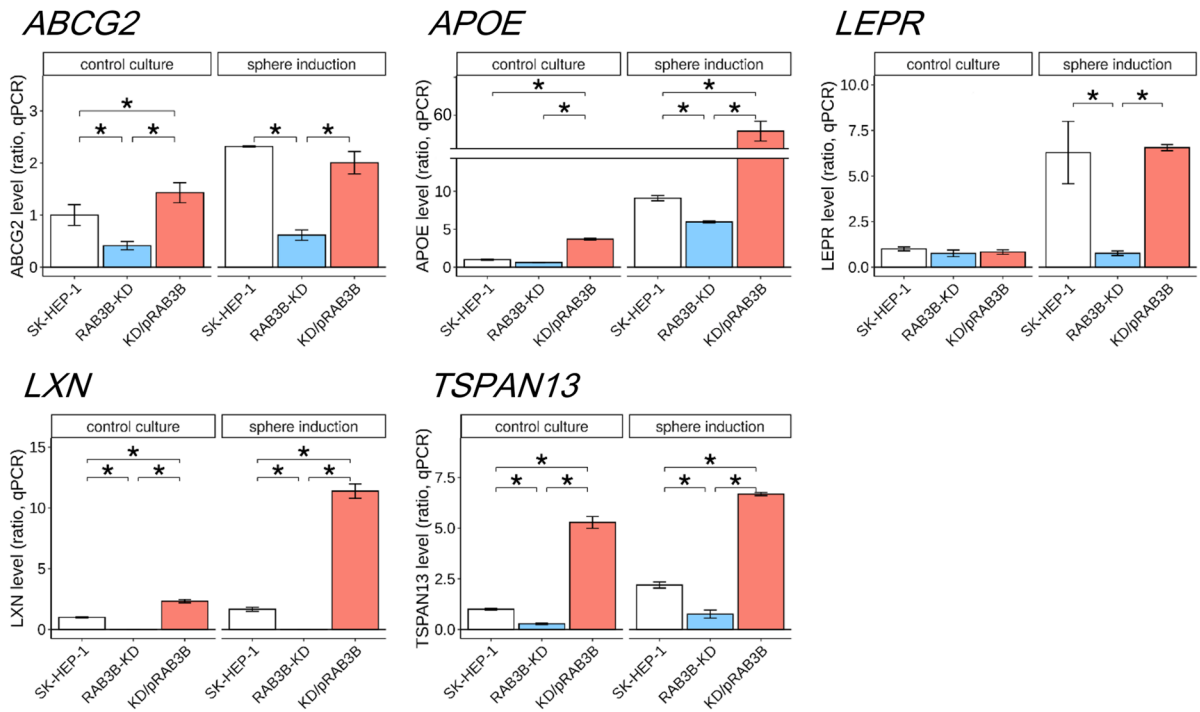 ABCG2
control culture sphere induction
ABCG2 level (ratio, qPCR)
3
2
1
0
* * * * *
SK-HEP-1 RAB3B-KD KD/pRAB3B SK-HEP-1 RAB3B-KD KD/pRAB3B
APOE
control culture sphere induction
APOE level (ratio, qPCR)
60
10
5
0
* * * * *
SK-HEP-1 RAB3B-KD KD/pRAB3B SK-HEP-1 RAB3B-KD KD/pRAB3B
LEPR
control culture sphere induction
LEPR level (ratio, qPCR)
10.0
7.5
5.0
2.5
0.0
* *
SK-HEP-1 RAB3B-KD KD/pRAB3B SK-HEP-1 RAB3B-KD KD/pRAB3B
LXN
control culture sphere induction
LXN level (ratio, qPCR)
15
10
5
0
* * * * * *
SK-HEP-1 RAB3B-KD KD/pRAB3B SK-HEP-1 RAB3B-KD KD/pRAB3B
TSPAN13
control culture sphere induction
TSPAN13 level (ratio, qPCR)
7.5
5.0
2.5
0.0
* * * * * *
SK-HEP-1 RAB3B-KD KD/pRAB3B SK-HEP-1 RAB3B-KD KD/pRAB3B